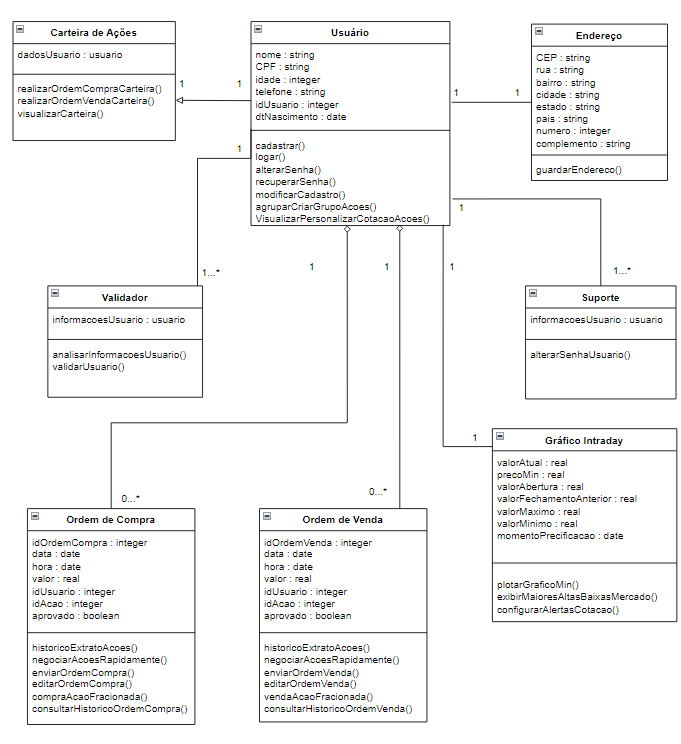 Carteira de Ações
dadosUsuario : usuario
realizarOrdemCompraCarteira()
realizarOrdemVendaCarteira()
visualizarCarteira()
1
1
Usuário
nome : string
CPF : string
idade : integer
telefone : string
idUsuario : integer
dtNascimento : date
cadastrar()
logar()
alterarSenha()
recuperarSenha()
modificarCadastro()
agruparCriarGrupoAcoes()
VisualizarPersonalizarCotacaoAcoes()
1
1
Endereço
CEP : string
rua : string
bairro : string
cidade : string
estado : string
pais : string
numero : integer
complemento : string
guardarEndereco()
1
1
1
1
1
1...*
1...*
Validador
informacoesUsuario : usuario
analisarInformacoesUsuario()
validarUsuario()
Suporte
informacoesUsuario : usuario
alterarSenhaUsuario()
1
Gráfico Intraday
valorAtual : real
precoMin : real
valorAbertura : real
valorFechamentoAnterior : real
valorMaximo : real
valorMinimo : real
momentoPrecificacao : date
plotarGraficoMin()
exibirMaioresAltasBaixasMercado()
configurarAlertasCotacao()
0...*
0...*
Ordem de Compra
idOrdemCompra : integer
data : date
hora : date
valor : real
idUsuario : integer
idAcao : integer
aprovado : boolean
historicoExtratoAcoes()
negociarAcoesRapidamente()
enviarOrdemCompra()
editarOrdemCompra()
compraAcaoFracionada()
consultarHistoricoOrdemCompra()
Ordem de Venda
idOrdemVenda : integer
data : date
hora : date
valor : real
idUsuario : integer
idAcao : integer
aprovado : boolean
historicoExtratoAcoes()
negociarAcoesRapidamente()
enviarOrdemVenda()
editarOrdemVenda()
vendaAcaoFracionada()
consultarHistoricoOrdemVenda()